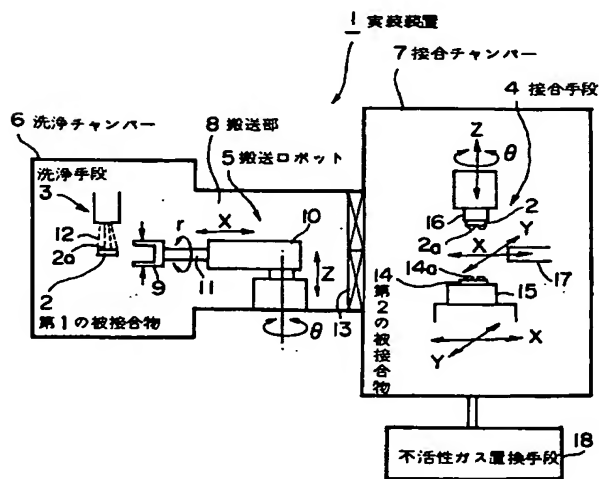 1 実装装置
7 接合チャンバー
4 接合手段
6 洗浄チャンバー
8 搬送部
5 搬送ロボット
洗浄手段
3
Z
θ
16
2
2a
Y
X
17
14a
14
15
第2の被接合物
X
Y
12
2a
2
9
r
11
X
10
Z
θ
13
第1の被接合物
不活性ガス置換手段
18